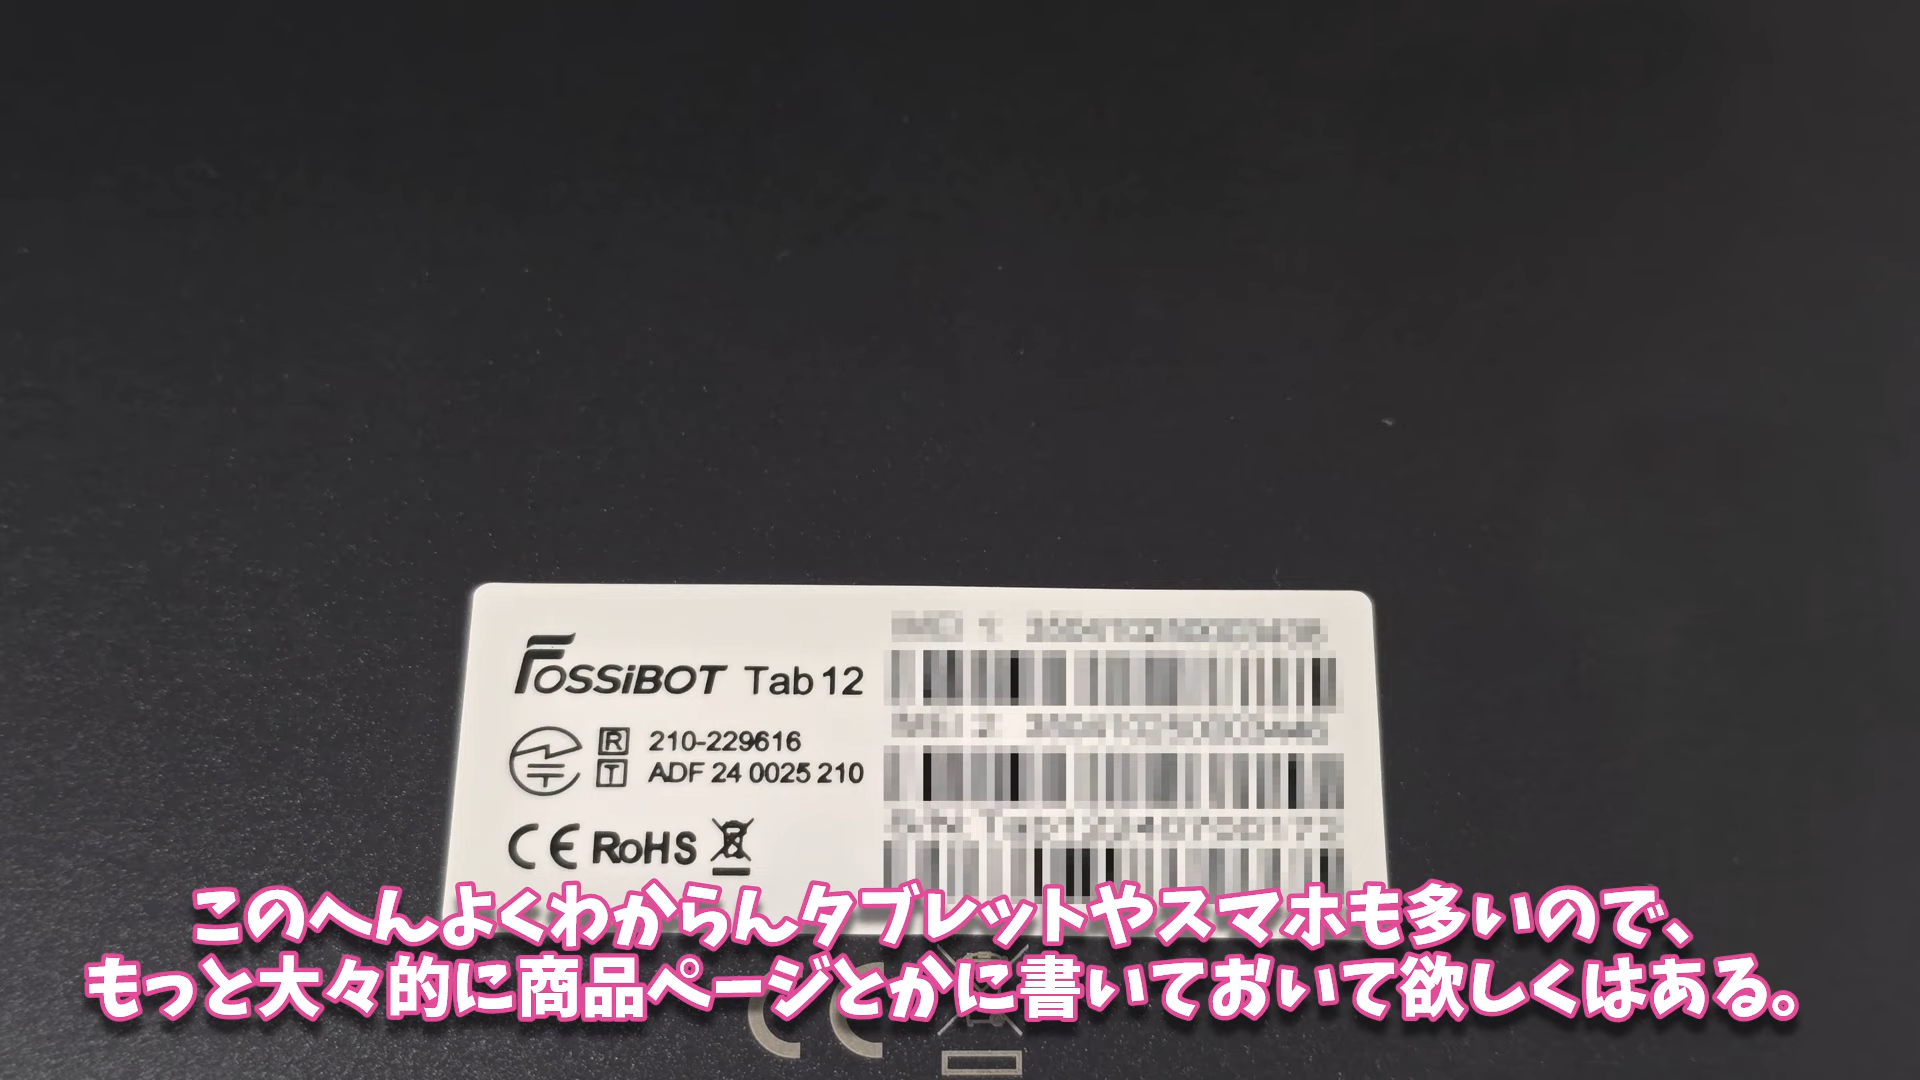 FOSSiBOT Tab 12
R 210-229616
T ADF 24 0025 210
CE RoHS
このへんよくわからんタブレットやスマホも多いので、
もっと大々的に商品ページとかに書いておいて欲しくはある。
CE